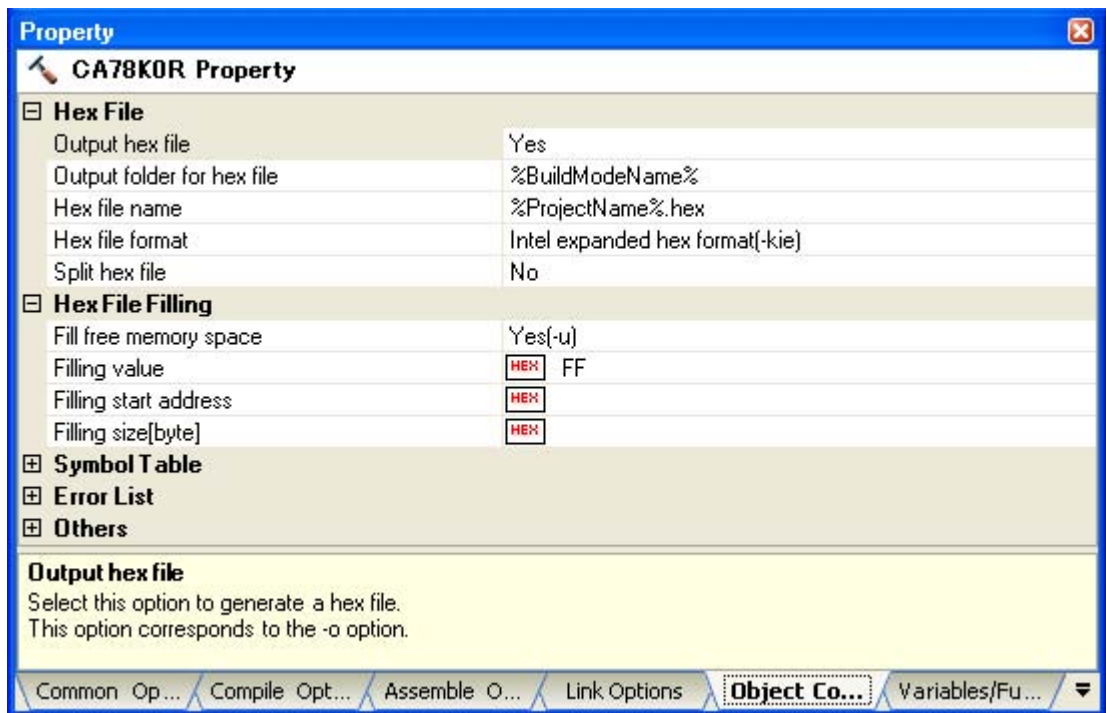 Property
CA78K0R Property
Hex File
Output hex file Yes
Output folder for hex file %BuildModeName%
Hex file name %ProjectName%.hex
Hex file format Intel expanded hex format(-kie)
Split hex file No
Hex File Filling
Fill free memory space Yes(-u)
Filling value HEX FF
Filling start address HEX
Filling size[byte] HEX
Symbol Table
Error List
Others
Output hex file
Select this option to generate a hex file.
This option corresponds to the -o option.
Common Op... Compile Opt... Assemble O... Link Options Object Co... Variables/Fu...